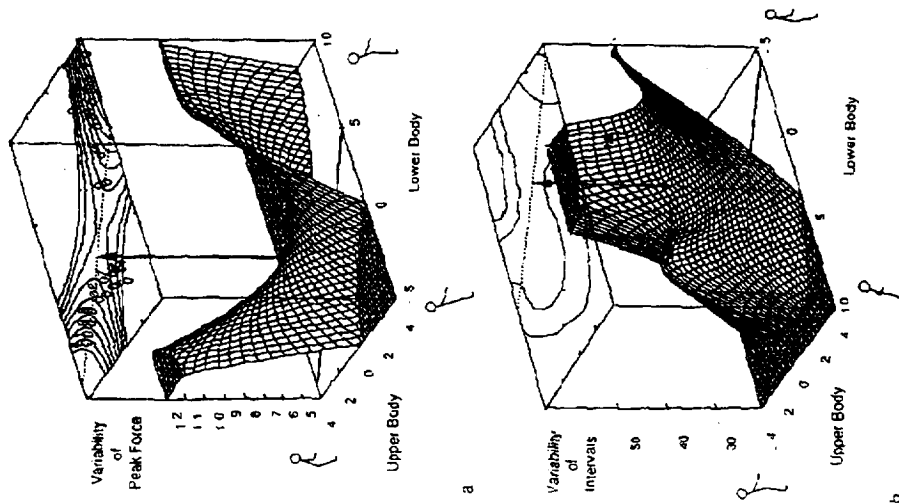 Variability
of
Peak Force
12
11
10
9
8
7
6
5
4
2
0
2
4
Upper Body
-5
0
5
10
Lower Body
a
Variability
of
Intervals
50
40
30
-4
2
0
2
4
Upper Body
10
5
0
-5
Lower Body
b